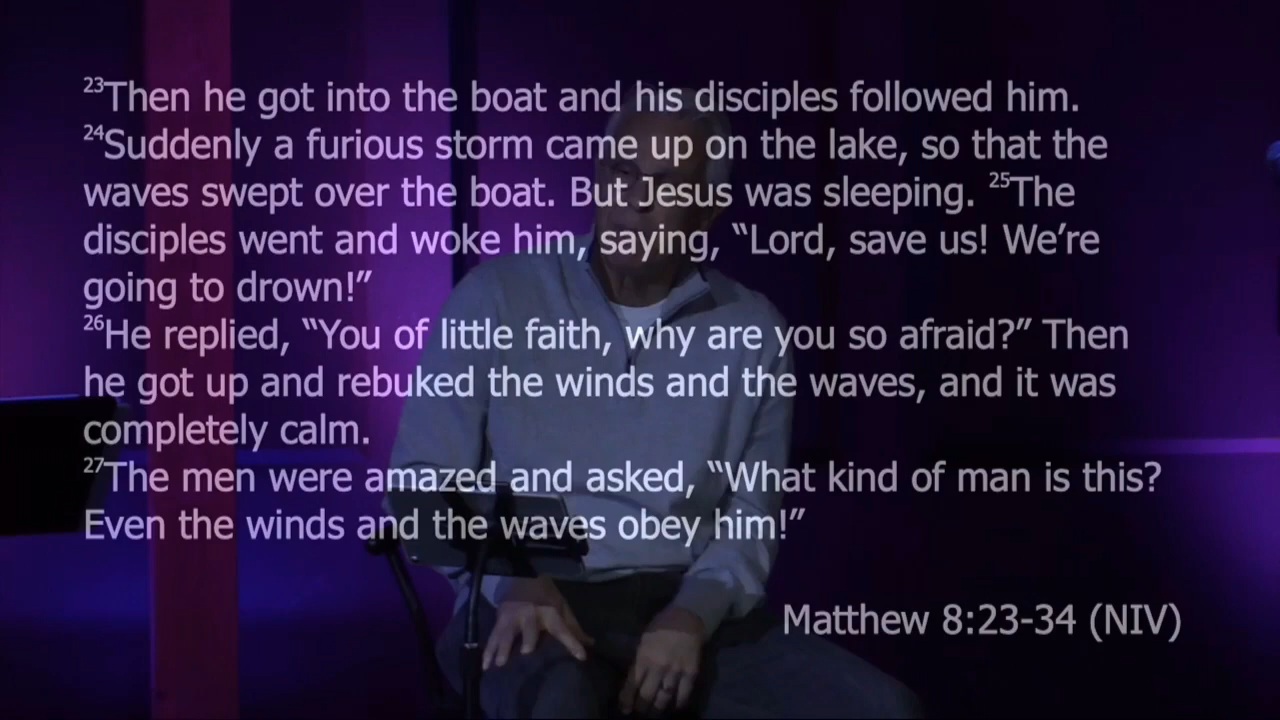 23Then he got into the boat and his disciples followed him.
24Suddenly a furious storm came up on the lake, so that the
waves swept over the boat. But Jesus was sleeping. 25The
disciples went and woke him, saying, “Lord, save us! We’re
going to drown!”
26He replied, “You of little faith, why are you so afraid?” Then
he got up and rebuked the winds and the waves, and it was
completely calm.
27The men were amazed and asked, “What kind of man is this?
Even the winds and the waves obey him!”
Matthew 8:23-34 (NIV)